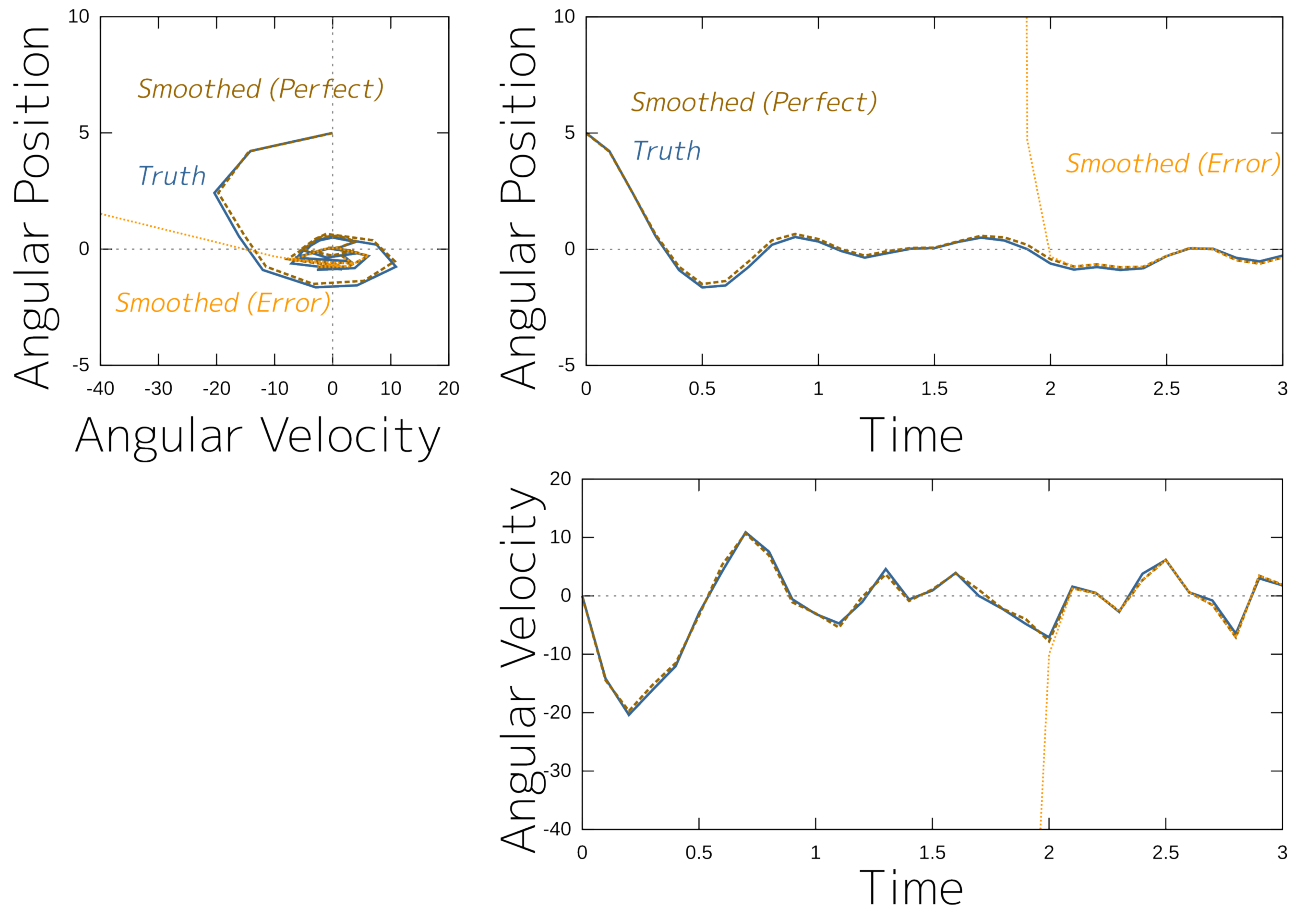 Angular Position
10
5
0
-5
Smoothed (Perfect)
Truth
Smoothed (Error)
-40 -30 -20 -10 0 10 20
Angular Velocity
Angular Position
10
5
0
-5
Smoothed (Perfect)
Truth
Smoothed (Error)
0 0.5 1 1.5 2 2.5 3
Time
Angular Velocity
20
10
0
-10
-20
-30
-40
0 0.5 1 1.5 2 2.5 3
Time